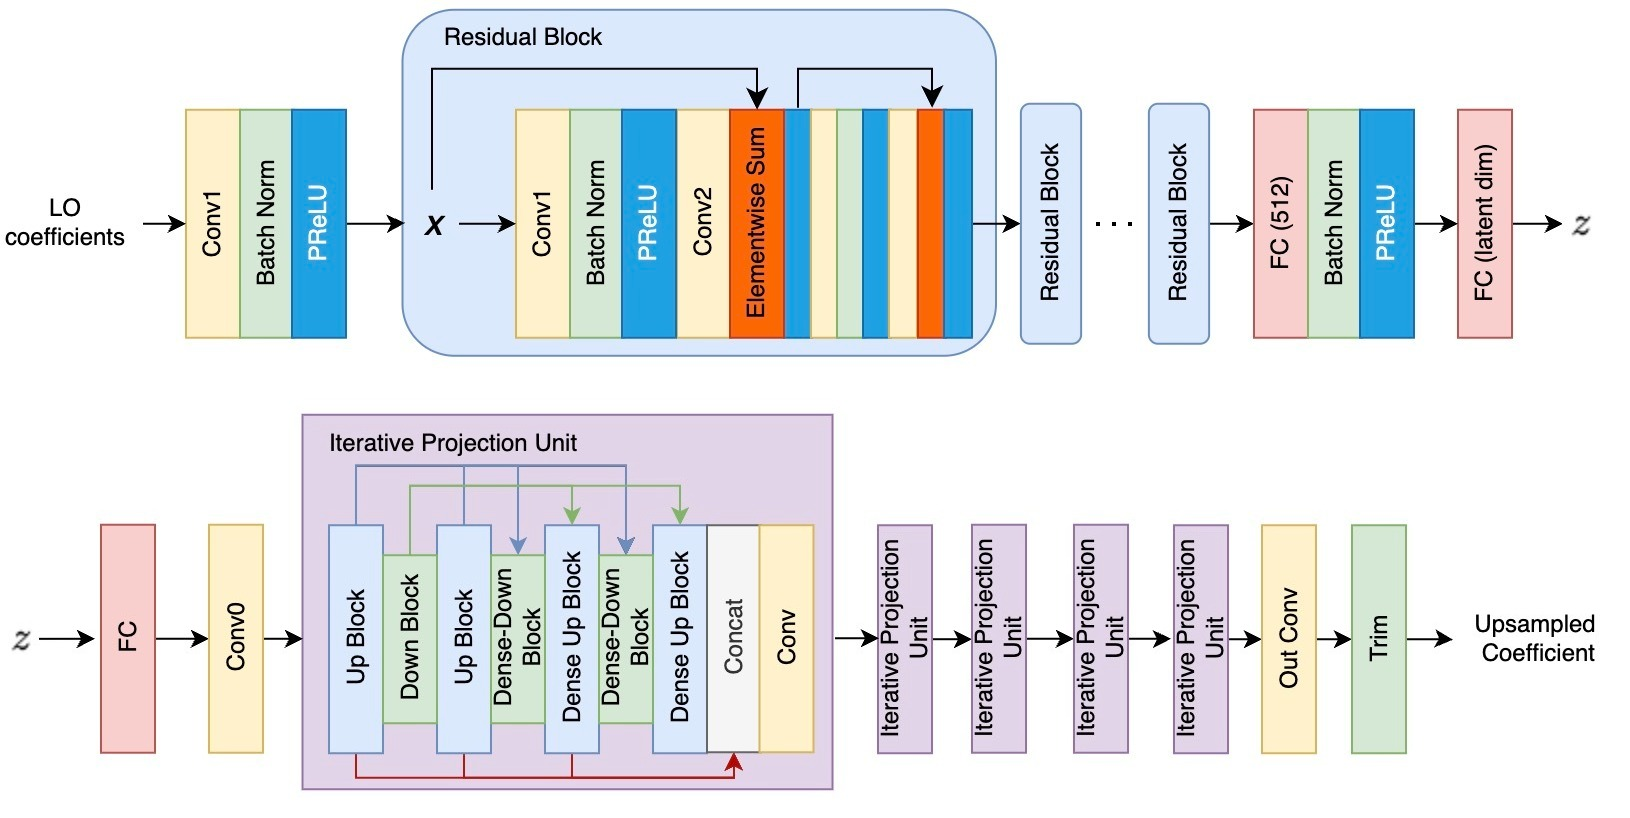 Residual Block
LO
coefficients
Conv1
Batch Norm
PReLU
x
Conv1
Batch Norm
PReLU
Conv2
Elementwise Sum
Residual Block
. . .
Residual Block
FC (512)
Batch Norm
PReLU
FC (latent dim)
z
z
FC
Conv0
Iterative Projection Unit
Up Block
Down Block
Up Block
Dense-Down
Block
Dense Up Block
Dense-Down
Block
Dense Up Block
Concat
Conv
Iterative Projection
Unit
Iterative Projection
Unit
Iterative Projection
Unit
Iterative Projection
Unit
Out Conv
Trim
Upsampled
Coefficient